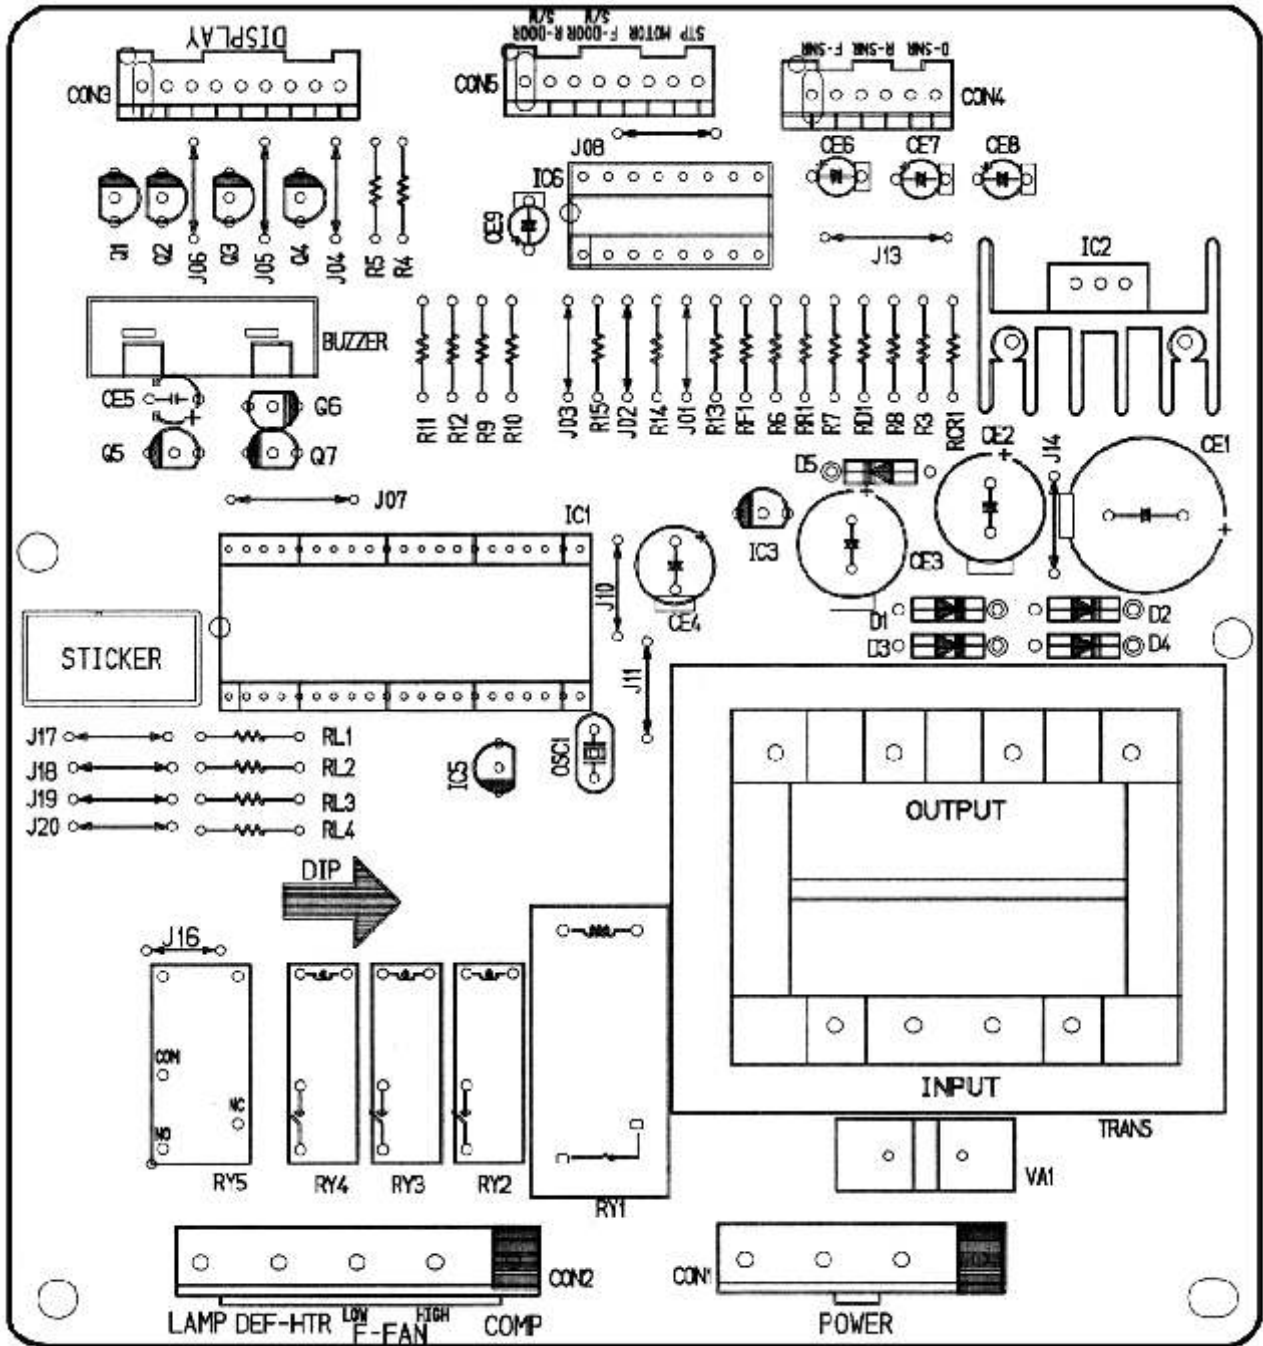 DISPLAY
S/W S/W
R-DOOR F-DOOR STP MOTOR
F-SNR R-SNR D-SNR
CON3
CON5
CON4
J08
CE6 CE7 CE8
IC6
CE9
Q1 Q2 J06 Q3 J05 Q4 J04 R5 R4
J13
IC2
BUZZER
CE5
Q6
Q5
Q7
R11 R12 R9 R10 J03 R15 J02 R14 J01 R13 RF1 R6 RR1 R7 RD1 R8 R3 RCR1
CE2
J14
CE1
D5
J07
IC1
IC3
CE3
J10
CE4
D1 D2
D3 D4
STICKER
J11
J17 RL1
J18 RL2
J19 RL3
J20 RL4
IC5
OSC1
OUTPUT
DIP
J16
COM
NC
NO
INPUT
TRANS
RY5 RY4 RY3 RY2
RY1
VA1
CON2
CON1
LAMP DEF-HTR LOW HIGH COMP
F-FAN
POWER